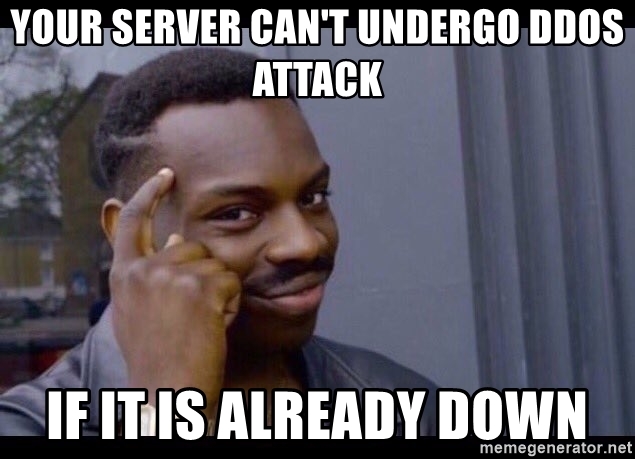 YOUR SERVER CAN'T UNDERGO DDOS
ATTACK
IF IT IS ALREADY DOWN
memegenerator.net